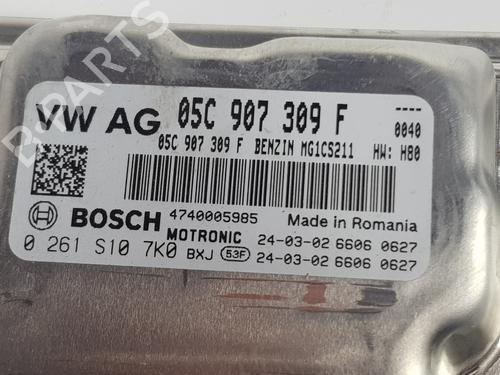 VW AG 05C 907 309 F ----
0040
05C 907 309 F BENZIN MG1CS211 HW: H80
BOSCH 4740005985 Made in Romania
MOTRONIC 24-03-02 6606 0627
0 261 S10 7K0 BXJ 53F 24-03-02 6606 0627
B-PARTS